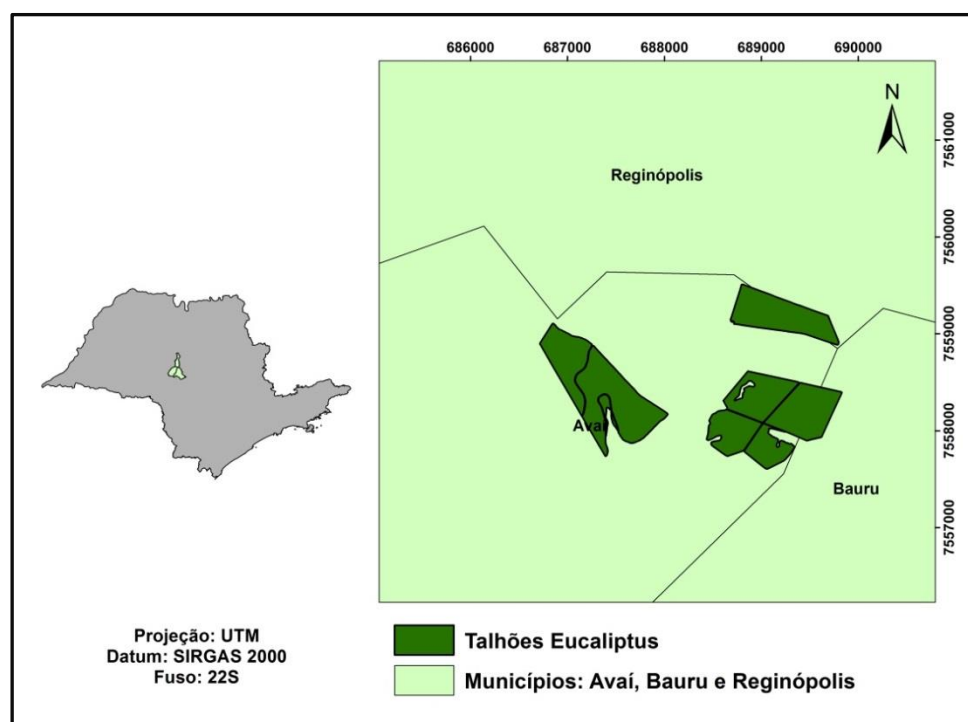 686000 687000 688000 689000 690000
N
7561000
Reginópolis
7560000
7559000
7558000
Avaí
Bauru
7557000
Projeção: UTM
Datum: SIRGAS 2000
Fuso: 22S
Talhões Eucaliptus
Municípios: Avaí, Bauru e Reginópolis